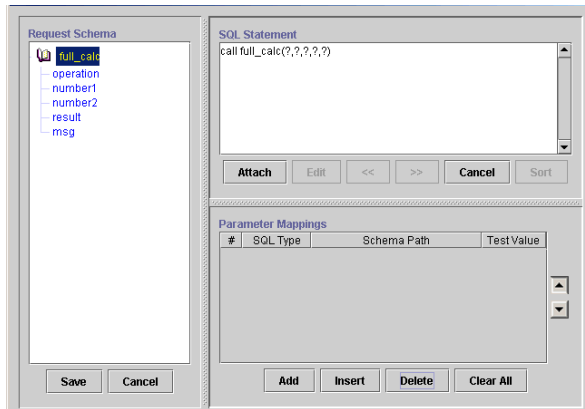 Request Schema
full_calc
operation
number1
number2
result
msg
Save Cancel
SQL Statement
call full_calc(?,?,?,?,?)
Attach Edit << >> Cancel Sort
Parameter Mappings
# SQL Type Schema Path Test Value
Add Insert Delete Clear All